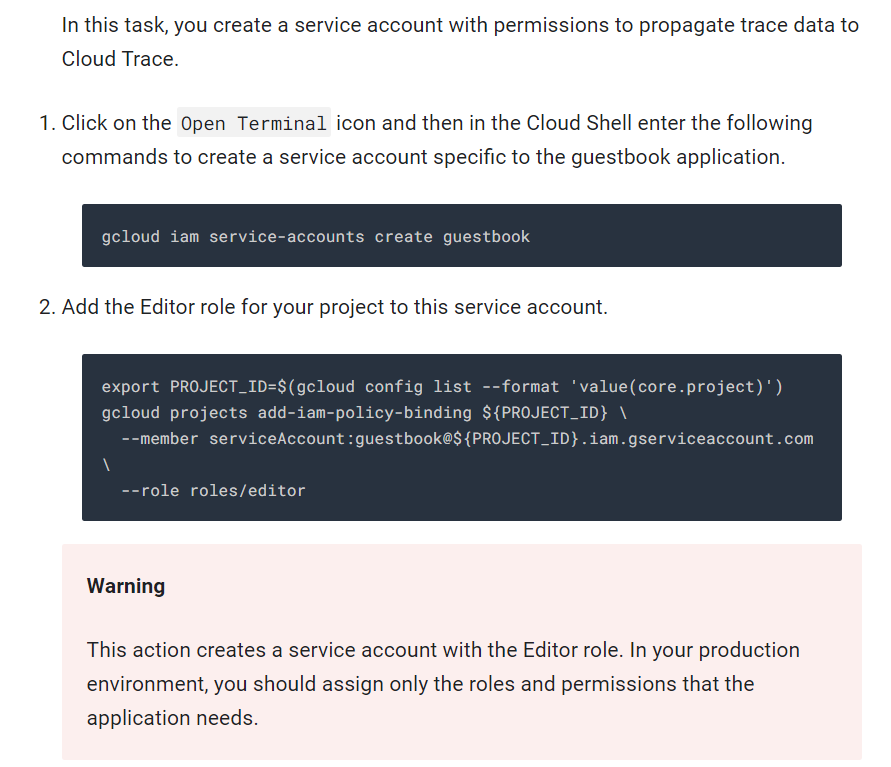 In this task, you create a service account with permissions to propagate trace data to
Cloud Trace.
1. Click on the Open Terminal icon and then in the Cloud Shell enter the following
commands to create a service account specific to the guestbook application.
gcloud iam service-accounts create guestbook
2. Add the Editor role for your project to this service account.
export PROJECT_ID=$(gcloud config list --format 'value(core.project)')
gcloud projects add-iam-policy-binding ${PROJECT_ID} \
  --member serviceAccount:guestbook@${PROJECT_ID}.iam.gserviceaccount.com
\
  --role roles/editor
Warning
This action creates a service account with the Editor role. In your production
environment, you should assign only the roles and permissions that the
application needs.